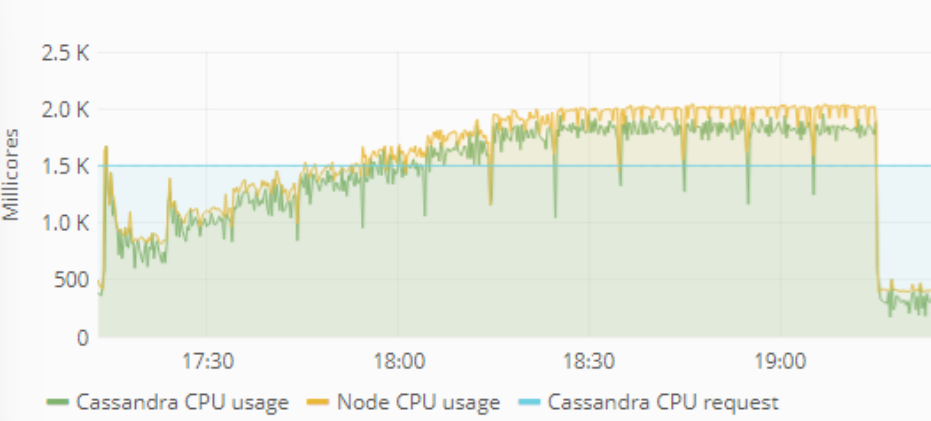 Millicores
2.5 K
2.0 K
1.5 K
1.0 K
500
0
17:30 18:00 18:30 19:00
Cassandra CPU usage Node CPU usage Cassandra CPU request